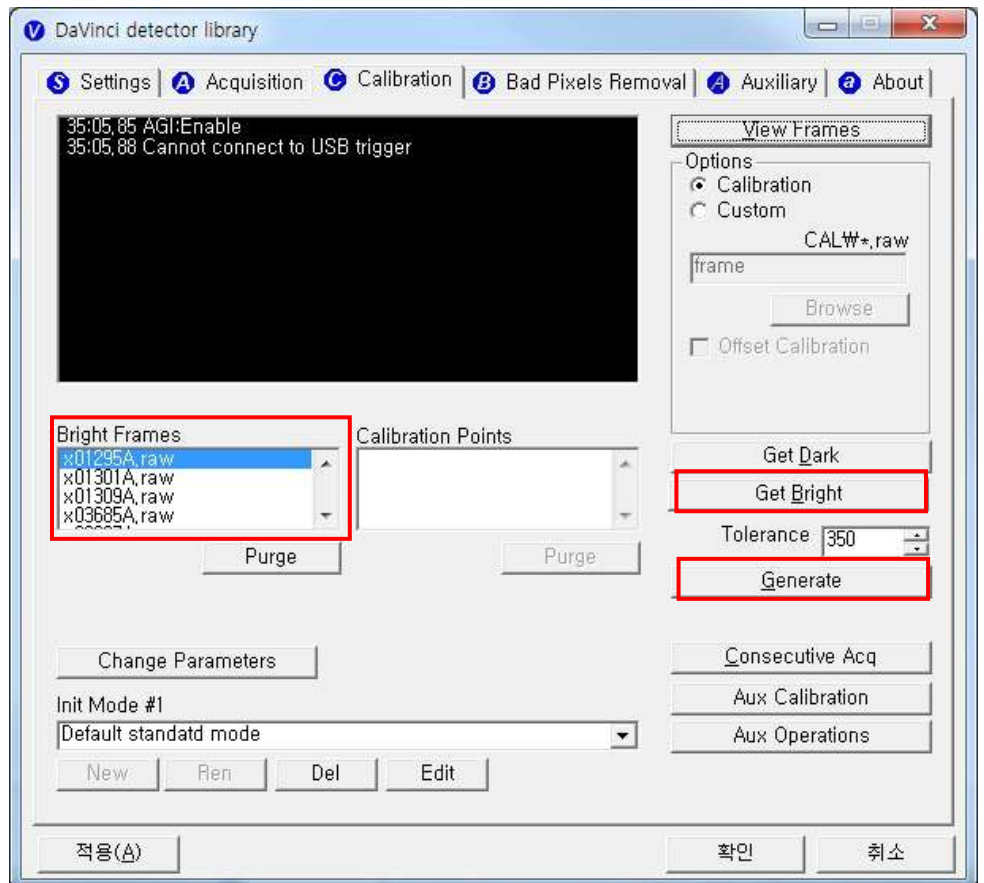 DaVinci detector library
Settings Acquisition Calibration Bad Pixels Removal Auxiliary About
35:05,85 AGI:Enable
35:05,88 Cannot connect to USB trigger
View Frames
Options
Calibration
Custom
CAL₩*,raw
frame
Browse
Offset Calibration
Bright Frames
x01295A,raw
x01301A,raw
x01309A,raw
x03685A,raw
Purge
Calibration Points
Purge
Get Dark
Get Bright
Tolerance 350
Generate
Change Parameters
Init Mode #1
Default standatd mode
New Ren Del Edit
Consecutive Acq
Aux Calibration
Aux Operations
적용(A) 확인 취소